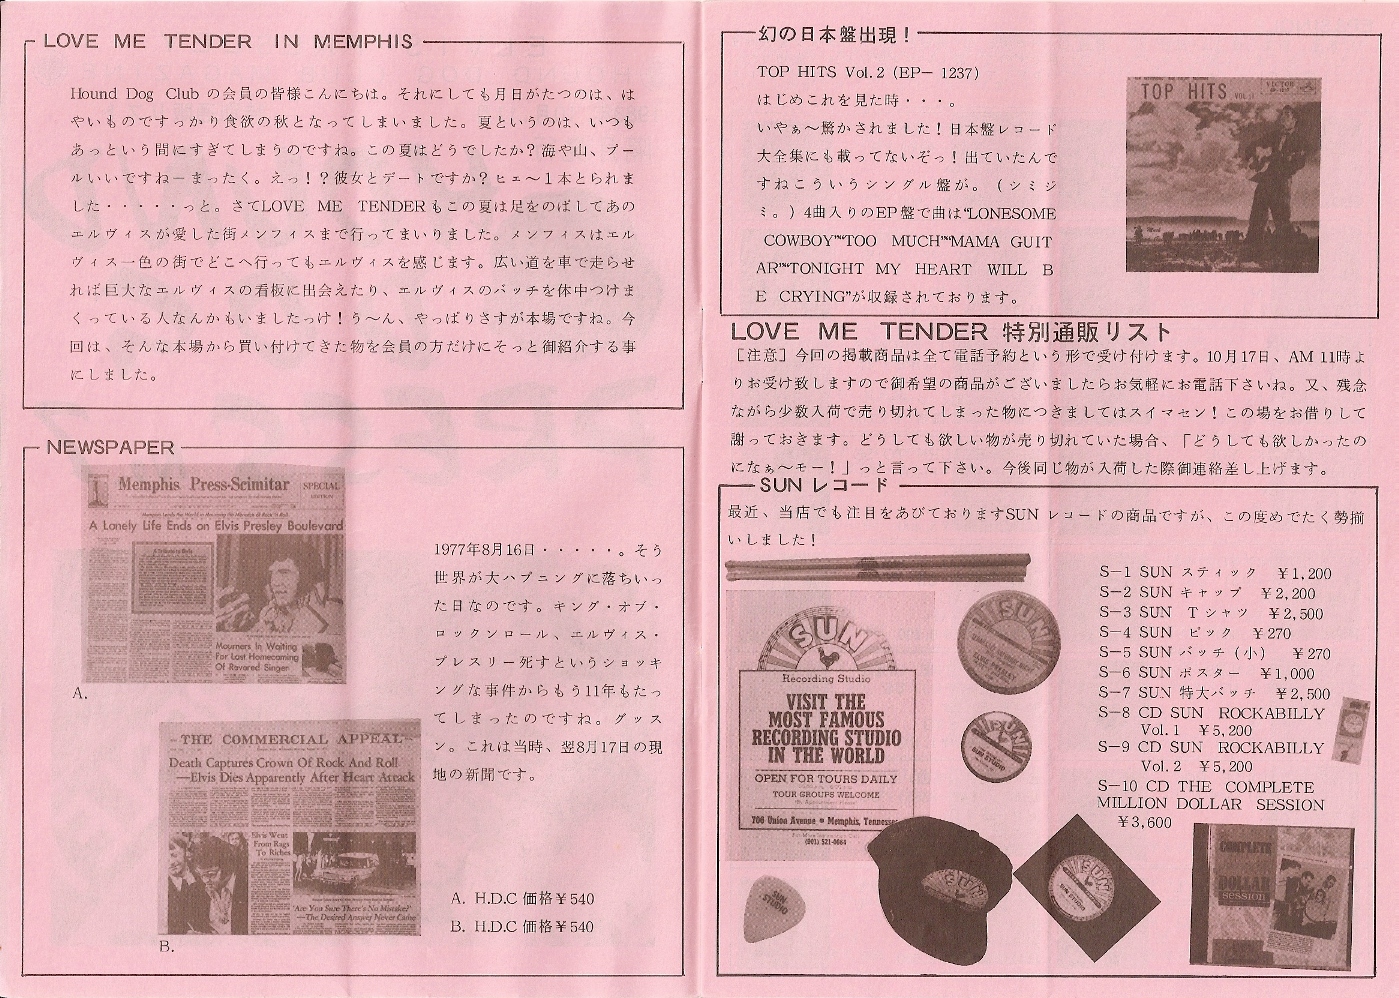 LOVE ME TENDER IN MEMPHIS
Hound Dog Club の会員の皆様こんにちは。それにしても月日がたつのは、は
やいものですっかり食欲の秋となってしまいました。夏というのは、いつも
あっという間にすぎてしまうのですね。この夏はどうでしたか？海や山、プー
ルいいですねーまったく。えっ！？彼女とデートですか？ヒェ〜１本とられま
した・・・・・っと。さてLOVE ME TENDERもこの夏は足をのばしてあの
エルヴィスが愛した街メンフィスまで行ってまいりました。メンフィスはエル
ヴィス一色の街でどこへ行ってもエルヴィスを感じます。広い道を車で走らせ
れば巨大なエルヴィスの看板に出会えたり、エルヴィスのバッチを体中つけま
くっている人なんかもいましたっけ！う〜ん、やっぱりさすが本場ですね。今
回は、そんな本場から買い付けてきた物を会員の方だけにそっと御紹介する事
にしました。
NEWSPAPER
Memphis Press-Scimitar
SPECIAL
EDITION
A Lonely Life Ends on Elvis Presley Boulevard
Mourners In Waiting
For Last Homecoming
Of Revered Singer
A.
THE COMMERCIAL APPEAL
Death Captures Crown Of Rock And Roll
—Elvis Dies Apparently After Heart Attack
Elvis Went
From Rags
To Riches
'Are You Sure There's No Mistake?'
—The Desired Answer Never Came
B.
1977年8月16日・・・・・。そう
世界が大ハプニングに落ちいっ
た日なのです。キング・オブ・
ロックンロール、エルヴィス・
プレスリー死すというショッキ
ングな事件からもう11年もたっ
てしまったのですね。グッス
ン。これは当時、翌8月17日の現
地の新聞です。
A. H.D.C 価格￥540
B. H.D.C 価格￥540
幻の日本盤出現！
TOP HITS Vol.2 (EP－1237)
はじめこれを見た時・・・。
いやぁ〜驚かされました！日本盤レコード
大全集にも載ってないぞっ！出ていたんで
すねこういうシングル盤が。（シミジ
ミ。）4曲入りのEP盤で曲は“LONESOME
COWBOY”“TOO MUCH”“MAMA GUIT
AR”“TONIGHT MY HEART WILL B
E CRYING”が収録されております。
TOP HITS
LOVE ME TENDER 特別通販リスト
［注意］今回の掲載商品は全て電話予約という形で受け付けます。10月17日、AM 11時よ
りお受け致しますので御希望の商品がございましたらお気軽にお電話下さいね。又、残念
ながら少数入荷で売り切れてしまった物につきましてはスイマセン！この場をお借りして
謝っておきます。どうしても欲しい物が売り切れていた場合、「どうしても欲しかったの
になぁ〜モー！」っと言って下さい。今後同じ物が入荷した際御連絡差し上げます。
SUN レコード
最近、当店でも注目をあびておりますSUN レコードの商品ですが、この度めでたく勢揃
いしました！
SUN
Recording Studio
VISIT THE
MOST FAMOUS
RECORDING STUDIO
IN THE WORLD
OPEN FOR TOURS DAILY
TOUR GROUPS WELCOME
706 Union Avenue • Memphis, Tennessee
(901) 521-0664
SUN
SUN
SUN STUDIO
S－1 SUN スティック ￥1,200
S－2 SUN キャップ ￥2,200
S－3 SUN Tシャツ ￥2,500
S－4 SUN ピック ￥270
S－5 SUN バッチ（小） ￥270
S－6 SUN ポスター ￥1,000
S－7 SUN 特大バッチ ￥2,500
S－8 CD SUN ROCKABILLY
Vol.1 ￥5,200
S－9 CD SUN ROCKABILLY
Vol.2 ￥5,200
S－10 CD THE COMPLETE
MILLION DOLLAR SESSION
￥3,600
SUN
STUDIO
SUN
SUN
SUN STUDIO
COMPLETE
DOLLAR
session